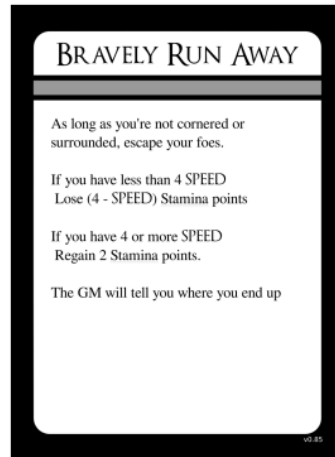 BRAVELY RUN AWAY
As long as you're not cornered or
surrounded, escape your foes.
If you have less than 4 SPEED
Lose (4 - SPEED) Stamina points
If you have 4 or more SPEED
Regain 2 Stamina points.
The GM will tell you where you end up
v0.85